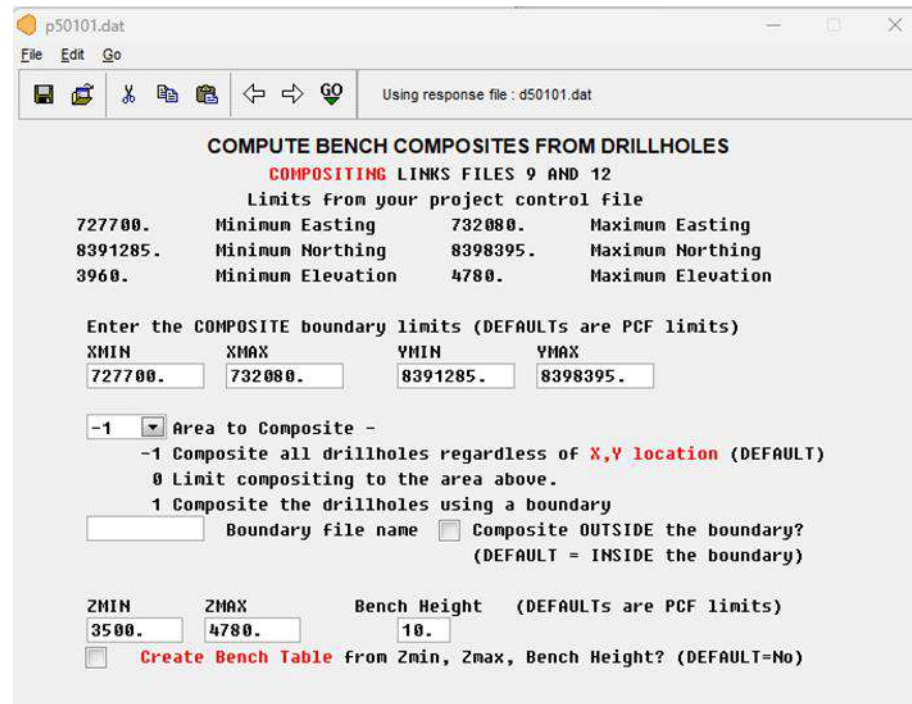 p50101.dat
File Edit Go
GO Using response file : d50101.dat
COMPUTE BENCH COMPOSITES FROM DRILLHOLES
COMPOSITING LINKS FILES 9 AND 12
Limits from your project control file
727700. Minimum Easting 732080. Maximum Easting
8391285. Minimum Northing 8398395. Maximum Northing
3960. Minimum Elevation 4780. Maximum Elevation
Enter the COMPOSITE boundary limits (DEFAULTs are PCF limits)
XMIN XMAX YMIN YMAX
727700. 732080. 8391285. 8398395.
-1 Area to Composite -
-1 Composite all drillholes regardless of X,Y location (DEFAULT)
0 Limit compositing to the area above.
1 Composite the drillholes using a boundary
Boundary file name Composite OUTSIDE the boundary?
(DEFAULT = INSIDE the boundary)
ZMIN ZMAX Bench Height (DEFAULTs are PCF limits)
3500. 4780. 10.
Create Bench Table from Zmin, Zmax, Bench Height? (DEFAULT=No)